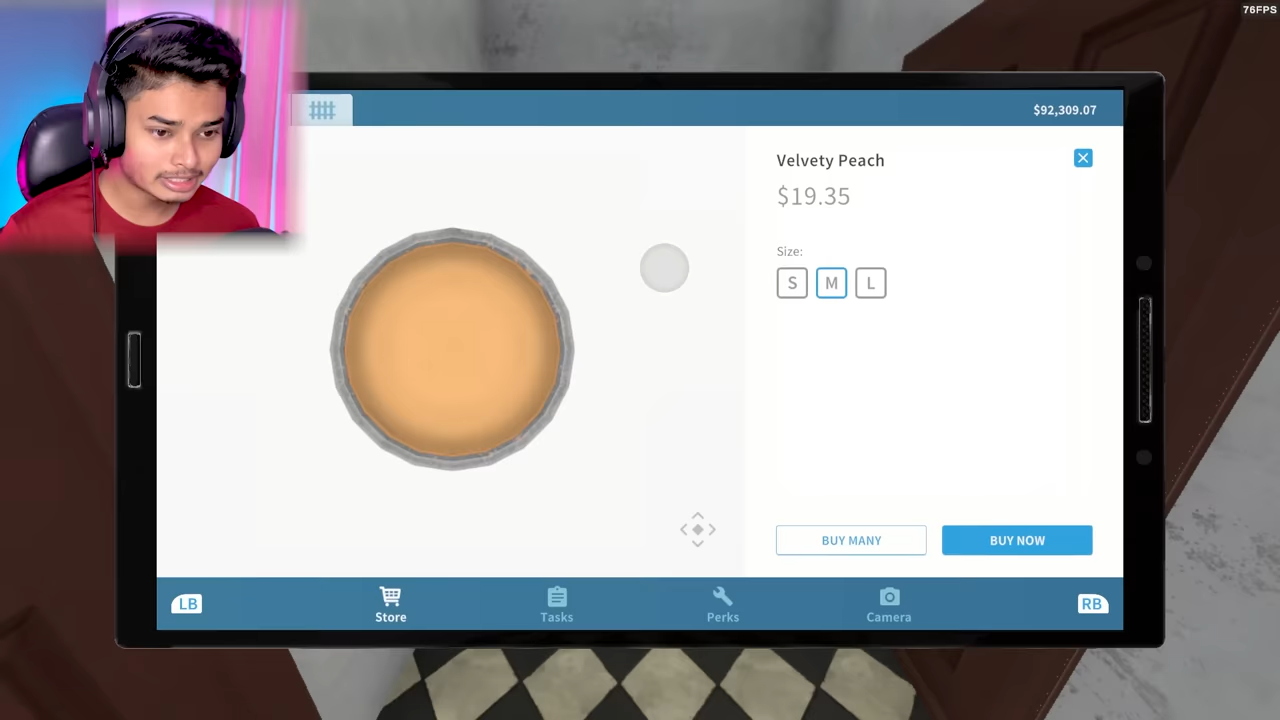 76FPS
$92,309.07
Velvety Peach
$19.35
Size:
S M L
BUY MANY BUY NOW
LB Store Tasks Perks Camera RB